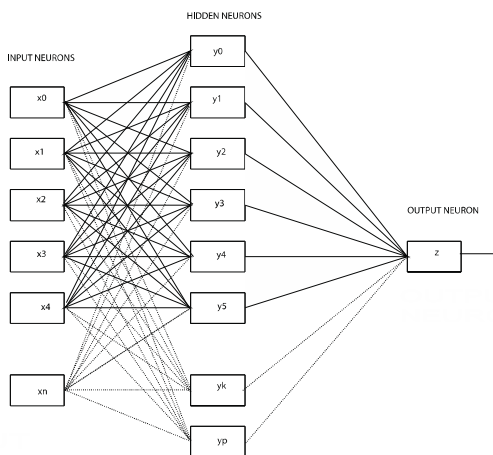 HIDDEN NEURONS
INPUT NEURONS
y0
x0
y1
x1
y2
x2
y3
OUTPUT NEURON
x3
y4
z
x4
y5
xn
yk
yp